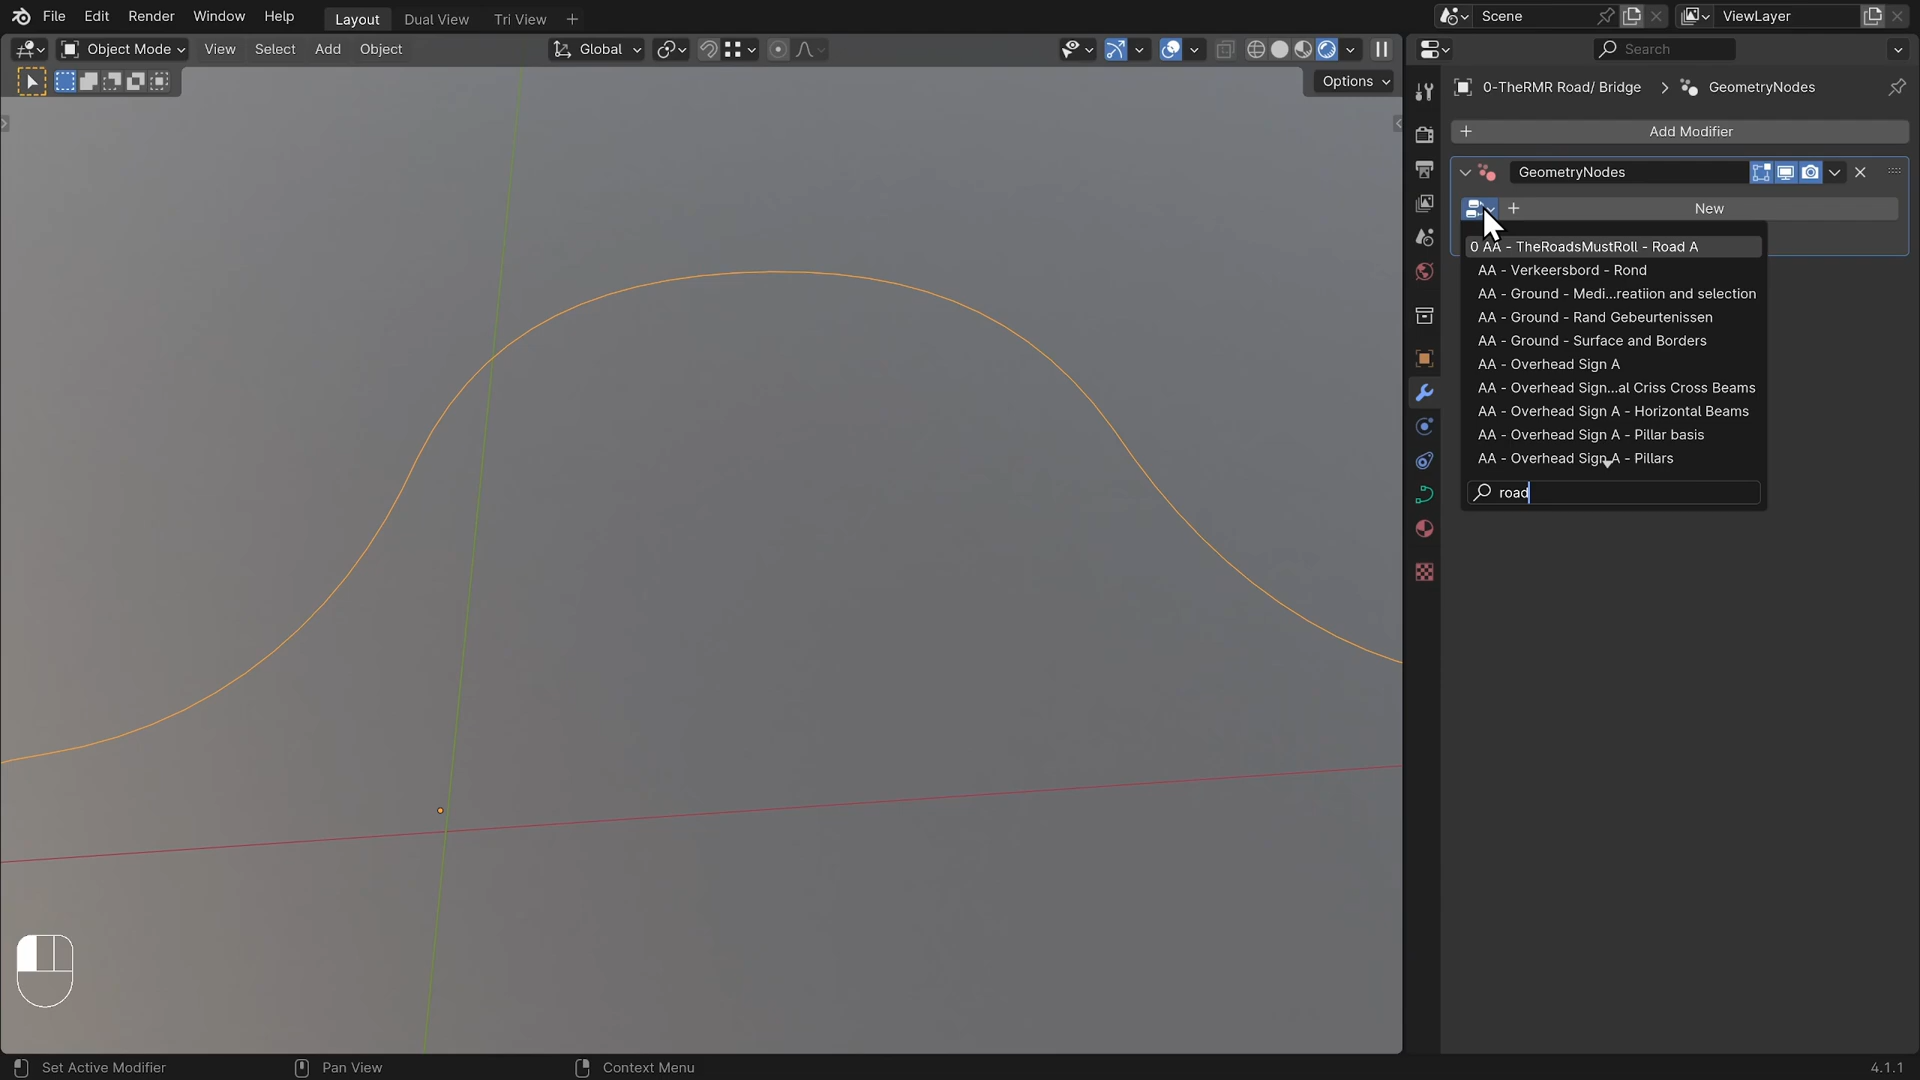 File Edit Render Window Help Layout Dual View Tri View + Scene ViewLayer
Object Mode View Select Add Object Global Search
Options
0-TheRMR Road/ Bridge > GeometryNodes
+ Add Modifier
GeometryNodes
+ New
0 AA - TheRoadsMustRoll - Road A
AA - Verkeersbord - Rond
AA - Ground - Medi...reatiion and selection
AA - Ground - Rand Gebeurtenissen
AA - Ground - Surface and Borders
AA - Overhead Sign A
AA - Overhead Sign...al Criss Cross Beams
AA - Overhead Sign A - Horizontal Beams
AA - Overhead Sign A - Pillar basis
AA - Overhead Sign A - Pillars
road
Set Active Modifier Pan View Context Menu 4.1.1